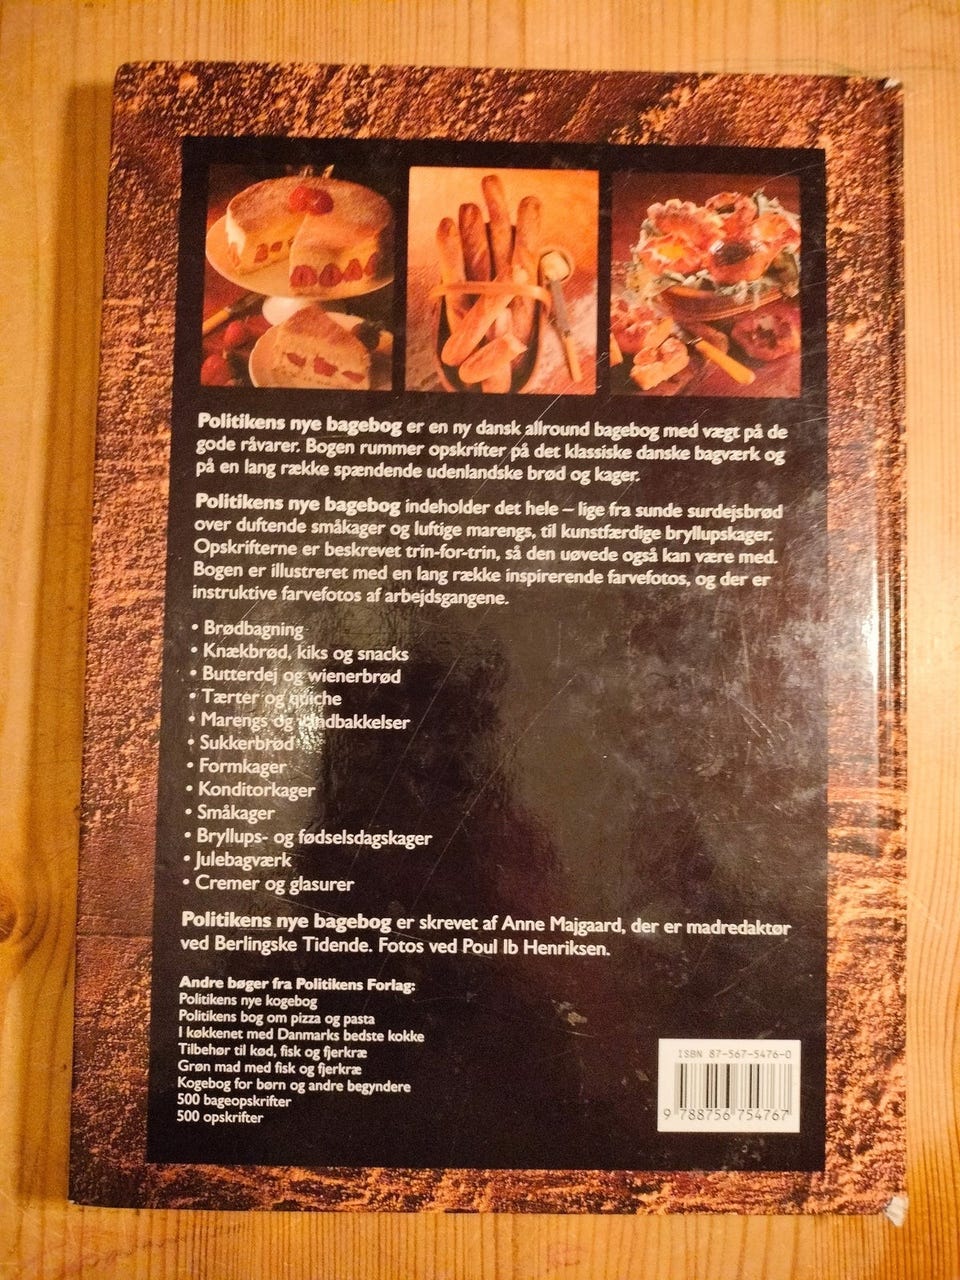 Politikens nye bagebog er en ny dansk allround bagebog med vægt på de
gode råvarer. Bogen rummer opskrifter på det klassiske danske bagværk og
på en lang række spændende udenlandske brød og kager.
Politikens nye bagebog indeholder det hele – lige fra sunde surdejsbrød
over duftende småkager og luftige marengs, til kunstfærdige bryllupskager.
Opskrifterne er beskrevet trin-for-trin, så den uøvede også kan være med.
Bogen er illustreret med en lang række inspirerende farvefotos, og der er
instruktive farvefotos af arbejdsgangene.
• Brødbagning
• Knækbrød, kiks og snacks
• Butterdej og wienerbrød
• Tærter og quiche
• Marengs og vandbakkelser
• Sukkerbrød
• Formkager
• Konditorkager
• Småkager
• Bryllups- og fødselsdagskager
• Julebagværk
• Cremer og glasurer
Politikens nye bagebog er skrevet af Anne Majgaard, der er madredaktør
ved Berlingske Tidende. Fotos ved Poul Ib Henriksen.
Andre bøger fra Politikens Forlag:
Politikens nye kogebog
Politikens bog om pizza og pasta
I køkkenet med Danmarks bedste kokke
Tilbehør til kød, fisk og fjerkræ
Grøn mad med fisk og fjerkræ
Kogebog for børn og andre begyndere
500 bageopskrifter
500 opskrifter
ISBN 87-567-5476-0
9 788756 754767